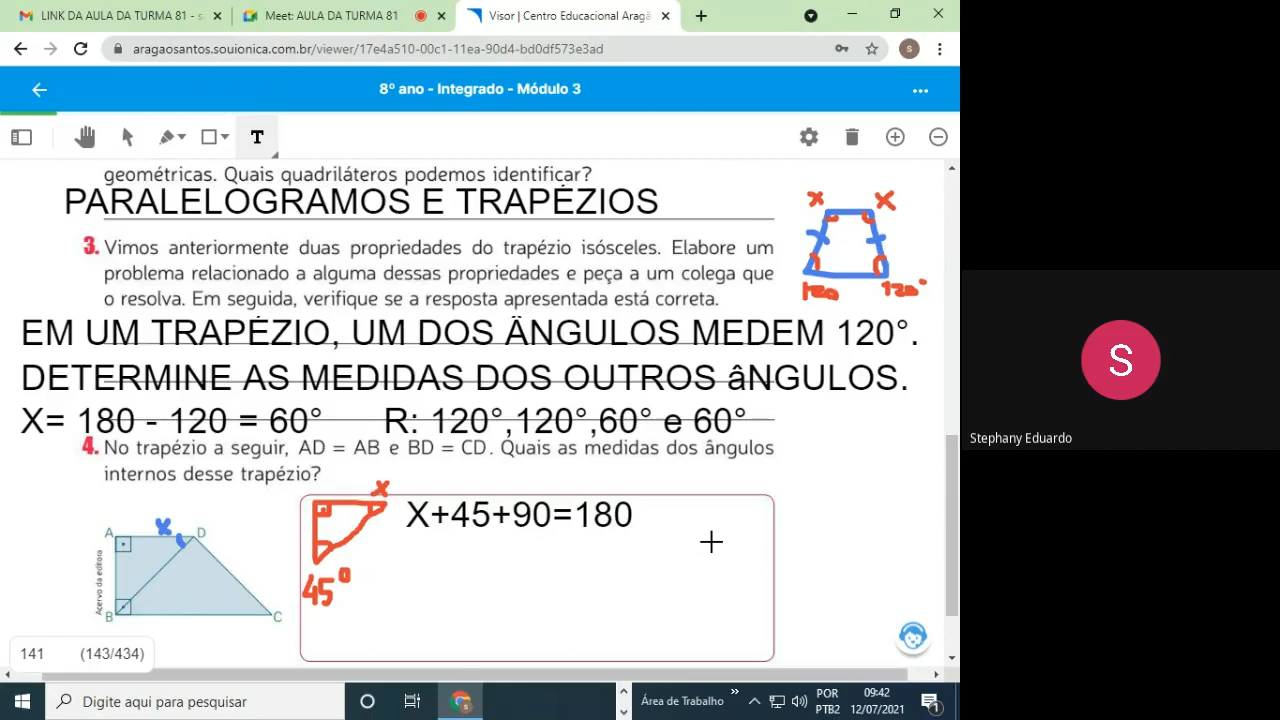 LINK DA AULA DA TURMA 81 - s
Meet: AULA DA TURMA 81
Visor | Centro Educacional Aragã
aragaosantos.souionica.com.br/viewer/17e4a510-00c1-11ea-90d4-bd0df573e3ad
s
8º ano - Integrado - Módulo 3
T
geométricas. Quais quadriláteros podemos identificar?
PARALELOGRAMOS E TRAPÉZIOS
x x
3. Vimos anteriormente duas propriedades do trapézio isósceles. Elabore um
problema relacionado a alguma dessas propriedades e peça a um colega que
o resolva. Em seguida, verifique se a resposta apresentada está correta.
120 120°
EM UM TRAPÉZIO, UM DOS ÂNGULOS MEDEM 120°.
DETERMINE AS MEDIDAS DOS OUTROS âNGULOS.
X= 180 - 120 = 60° R: 120°,120°,60° e 60°
4. No trapézio a seguir, AD = AB e BD = CD. Quais as medidas dos ângulos
internos desse trapézio?
x
X+45+90=180
45°
A x D
B C
Acervo da editora
141 (143/434)
S
Stephany Eduardo
Digite aqui para pesquisar
Área de Trabalho
POR
PTB2
09:42
12/07/2021
1